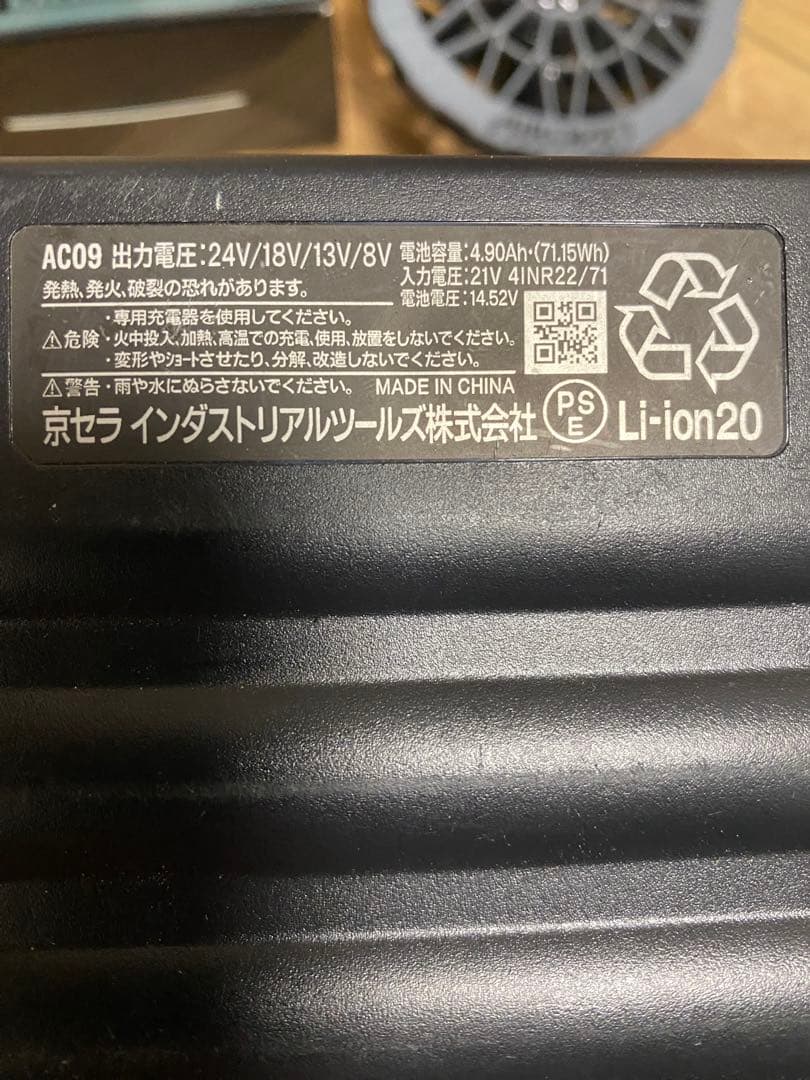 AC09 出力電圧:24V/18V/13V/8V
電池容量:4.90Ah・(71.15Wh)
入力電圧:21V 4INR22/71
電池電圧:14.52V
発熱、発火、破裂の恐れがあります。
⚠危険・専用充電器を使用してください。
・火中投入、加熱、高温での充電、使用、放置をしないでください。
・変形やショートさせたり、分解、改造しないでください。
⚠警告・雨や水にぬらさないでください。 MADE IN CHINA
京セラ インダストリアルツールズ株式会社 PSE Li-ion20